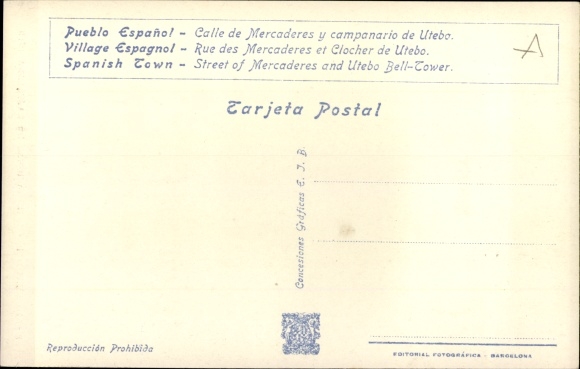 Pueblo Español - Calle de Mercaderes y campanario de Utebo.
Village Espagnol - Rue des Mercaderes et Clocher de Utebo.
Spanish Town - Street of Mercaderes and Utebo Bell-Tower.
A
Tarjeta Postal
Concesiones Gráficas E. I. B.
Reproducción Prohibida
EDITORIAL FOTOGRÁFICA - BARCELONA